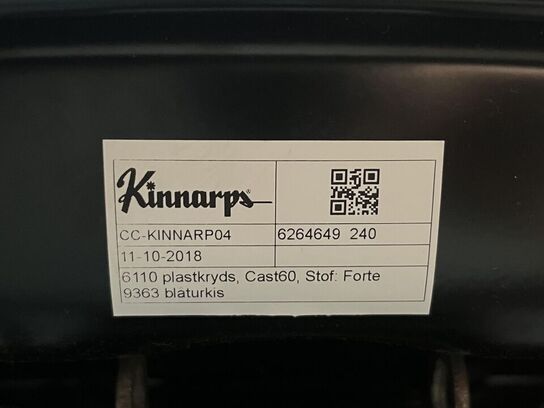 Kinnarps
CC-KINNARP04 6264649 240
11-10-2018
6110 plastkryds, Cast60, Stof: Forte
9363 blaturkis